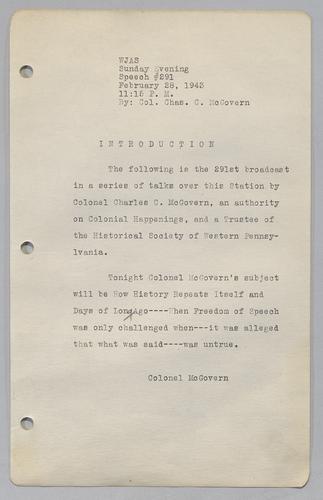 WJAS
Sunday Evening
Speech #291
February 28, 1943
11:15 P. M.
By: Col. Chas. C. McGovern
I N T R O D U C T I O N
The following is the 291st broadcast
in a series of talks over this Station by
Colonel Charles C. McGovern, an authority
on Colonial Happenings, and a Trustee of
the Historical Society of Western Pennsy-
lvania.
Tonight Colonel McGovern's subject
will be How History Repeats Itself and
Days of Long Ago----When Freedom of Speech
was only challenged when---it was alleged
that what was said----was untrue.
Colonel McGovern